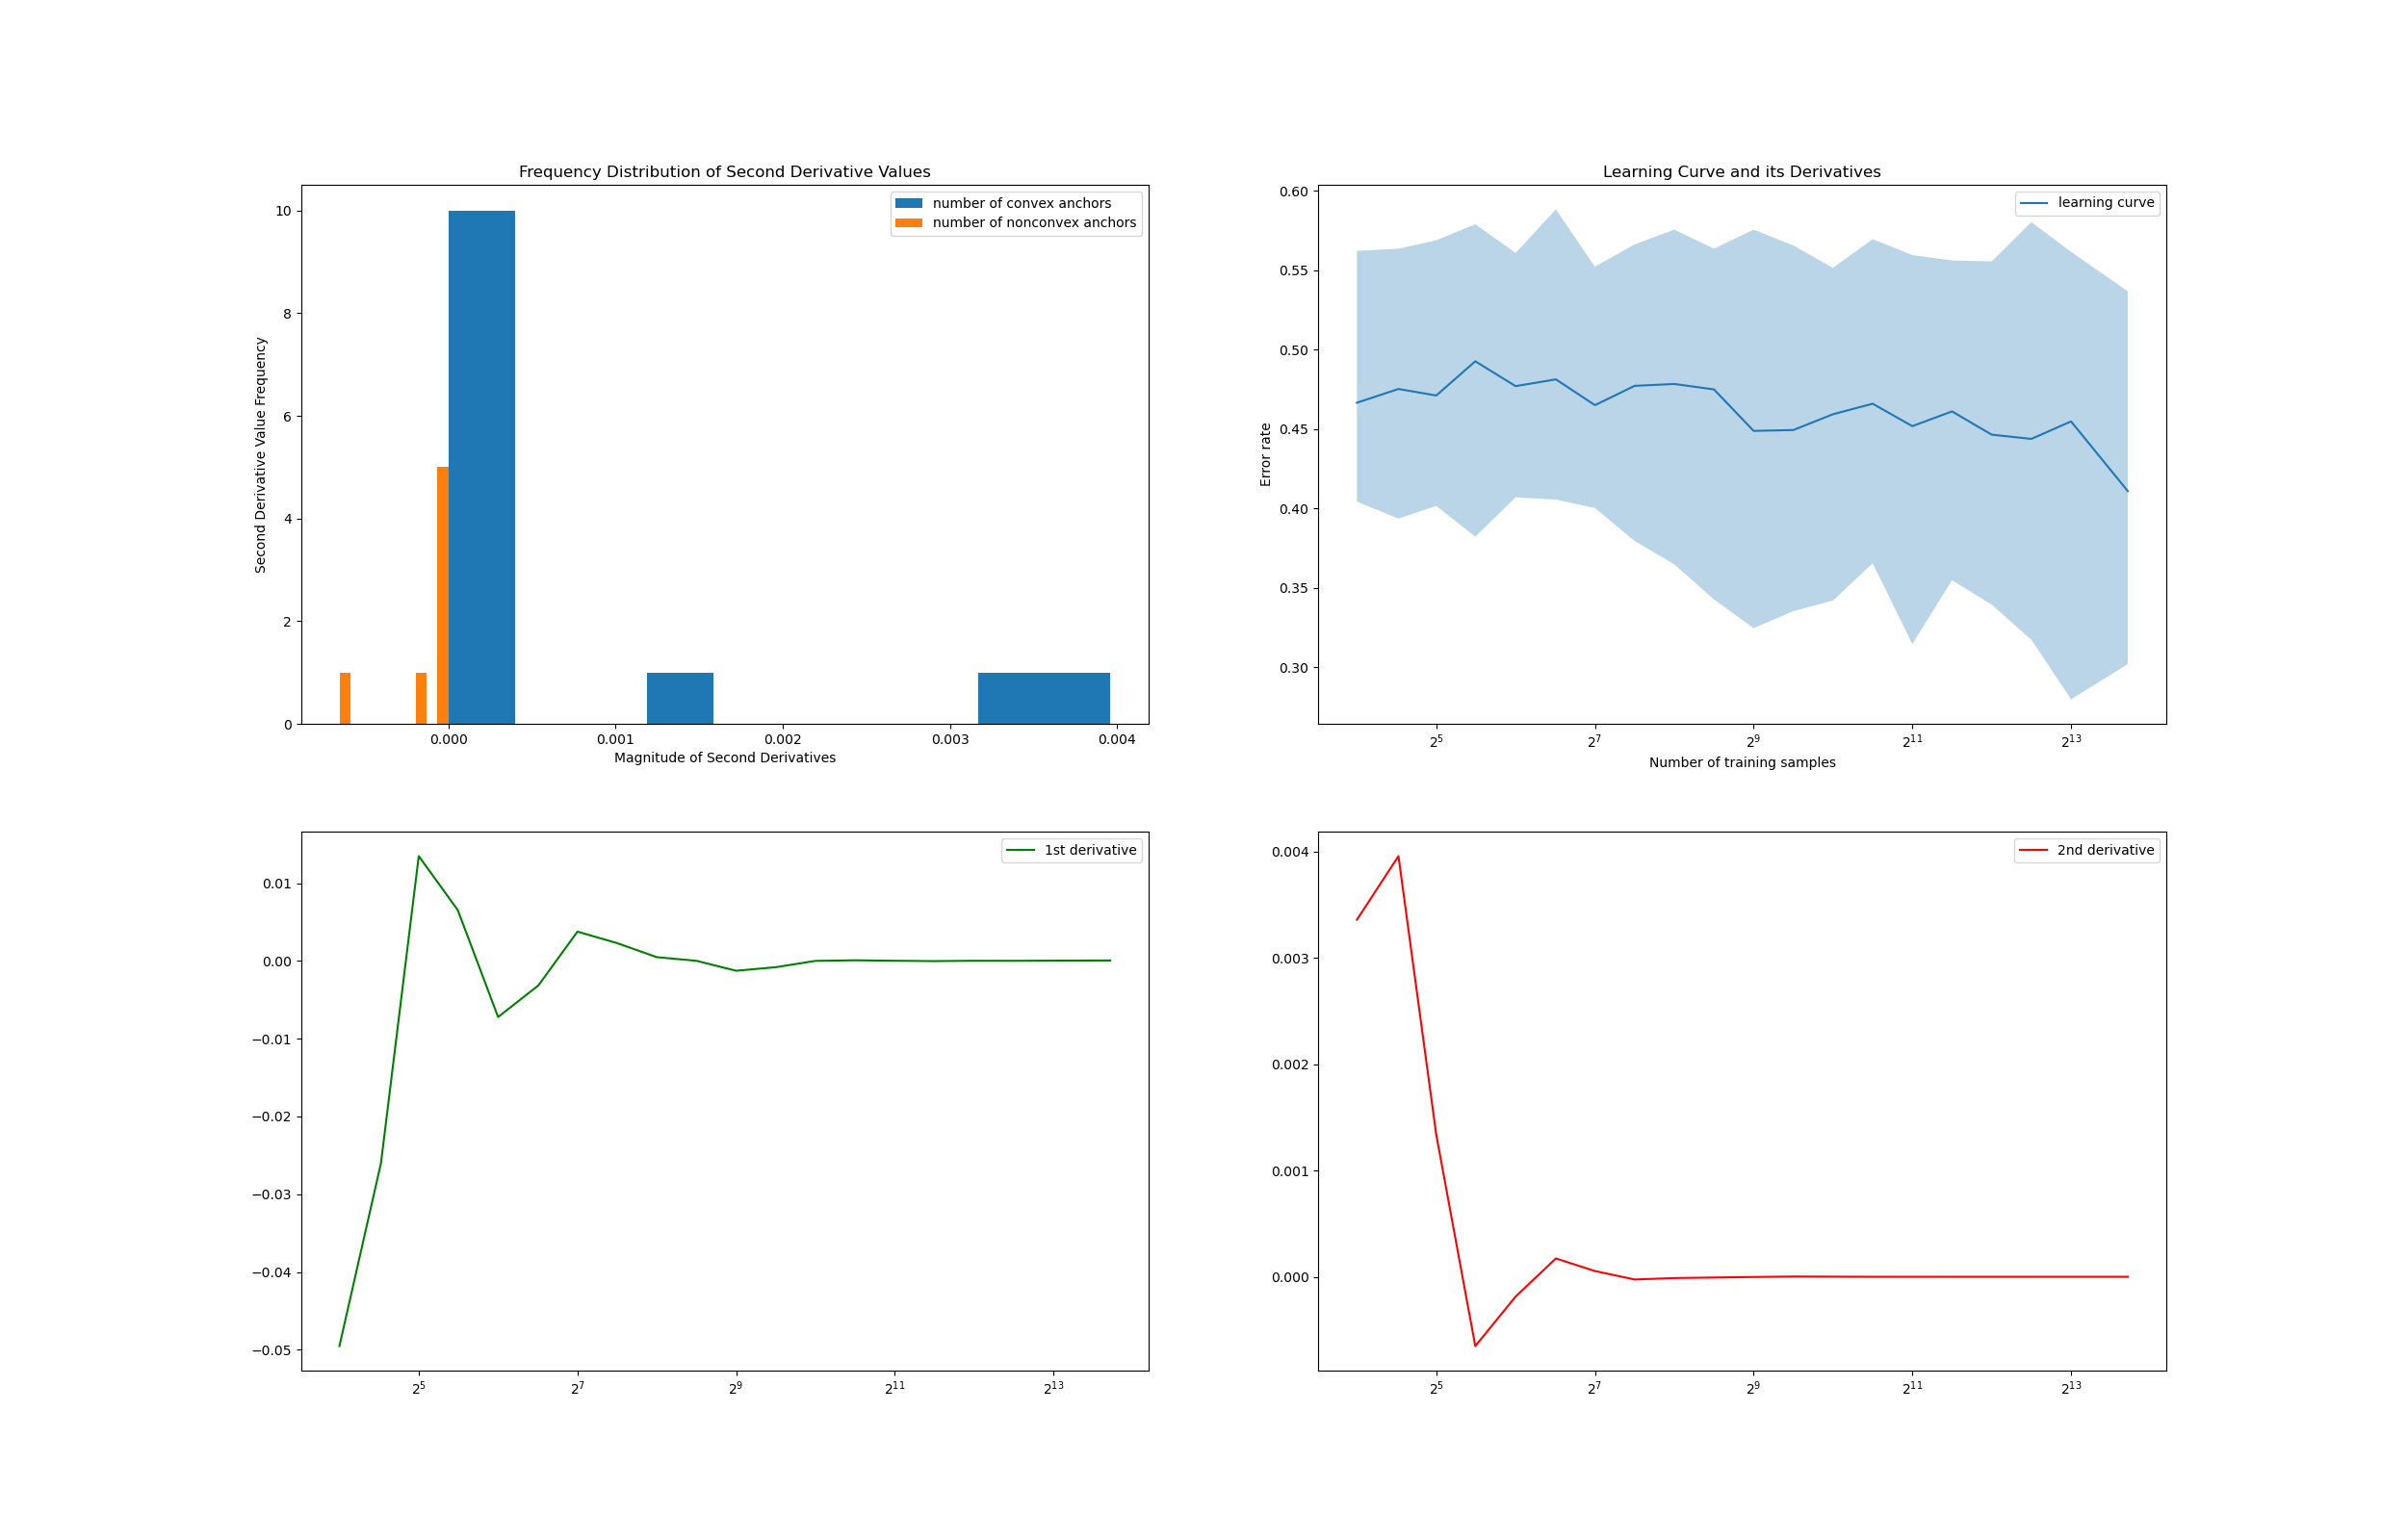 Frequency Distribution of Second Derivative Values
number of convex anchors
number of nonconvex anchors
10
8
6
4
2
0
Second Derivative Value Frequency
0.000 0.001 0.002 0.003 0.004
Magnitude of Second Derivatives
Learning Curve and its Derivatives
learning curve
0.60
0.55
0.50
0.45
0.40
0.35
0.30
Error rate
2^5 2^7 2^9 2^11 2^13
Number of training samples
1st derivative
0.01
0.00
−0.01
−0.02
−0.03
−0.04
−0.05
2^5 2^7 2^9 2^11 2^13
2nd derivative
0.004
0.003
0.002
0.001
0.000
2^5 2^7 2^9 2^11 2^13